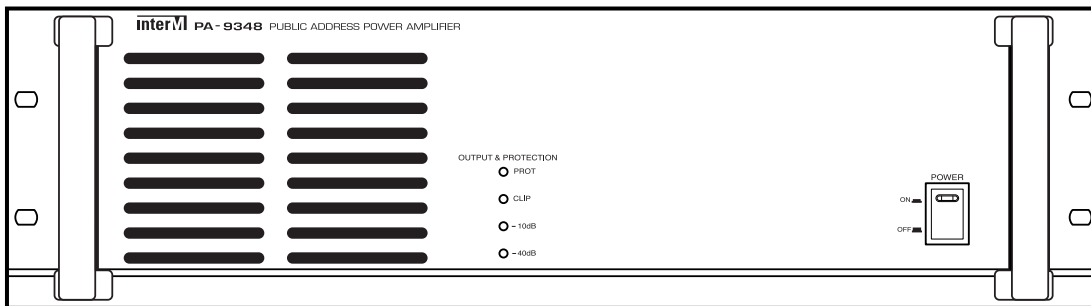 interM PA-9348 PUBLIC ADDRESS POWER AMPLIFIER
OUTPUT & PROTECTION
PROT
CLIP
-10dB
-40dB
POWER
ON
OFF